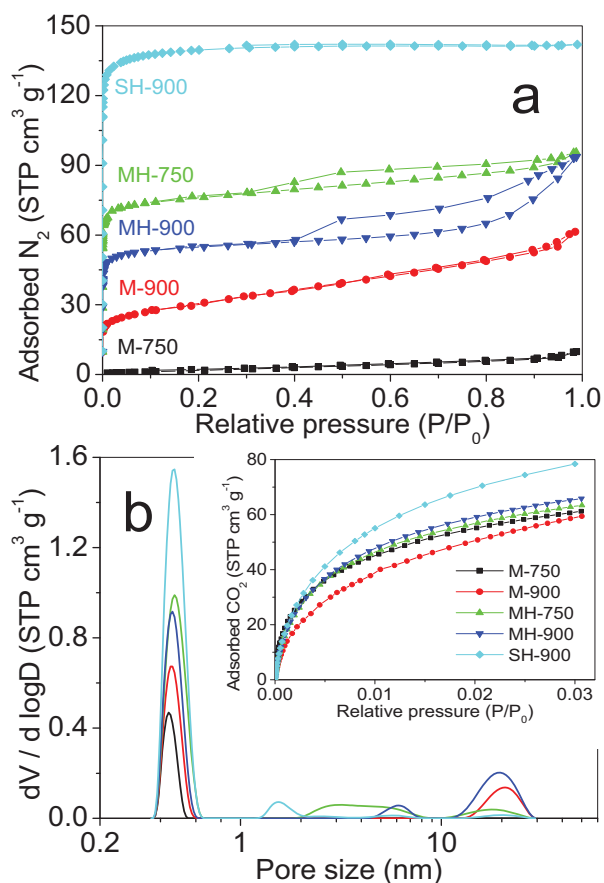 a
Adsorbed N2 (STP cm3 g-1)
150
120
90
60
30
0
SH-900
MH-750
MH-900
M-900
M-750
0.0 0.2 0.4 0.6 0.8 1.0
Relative pressure (P/P0)
b
dV / d logD (STP cm3 g-1)
1.6
1.2
0.8
0.4
0.0
0.2 1 10
Pore size (nm)
Adsorbed CO2 (STP cm3 g-1)
80
60
40
20
0
M-750
M-900
MH-750
MH-900
SH-900
0.00 0.01 0.02 0.03
Relative pressure (P/P0)